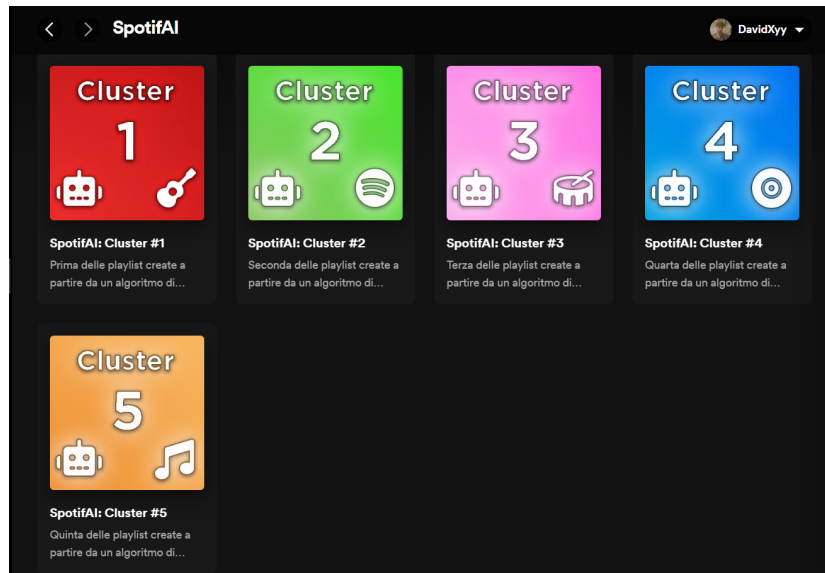 SpotifAI
DavidXyy
Cluster
1
Cluster
2
Cluster
3
Cluster
4
SpotifAI: Cluster #1
Prima delle playlist create a
partire da un algoritmo di...
SpotifAI: Cluster #2
Seconda delle playlist create a
partire da un algoritmo di...
SpotifAI: Cluster #3
Terza delle playlist create a
partire da un algoritmo di...
SpotifAI: Cluster #4
Quarta delle playlist create a
partire da un algoritmo di...
Cluster
5
SpotifAI: Cluster #5
Quinta delle playlist create a
partire da un algoritmo di...